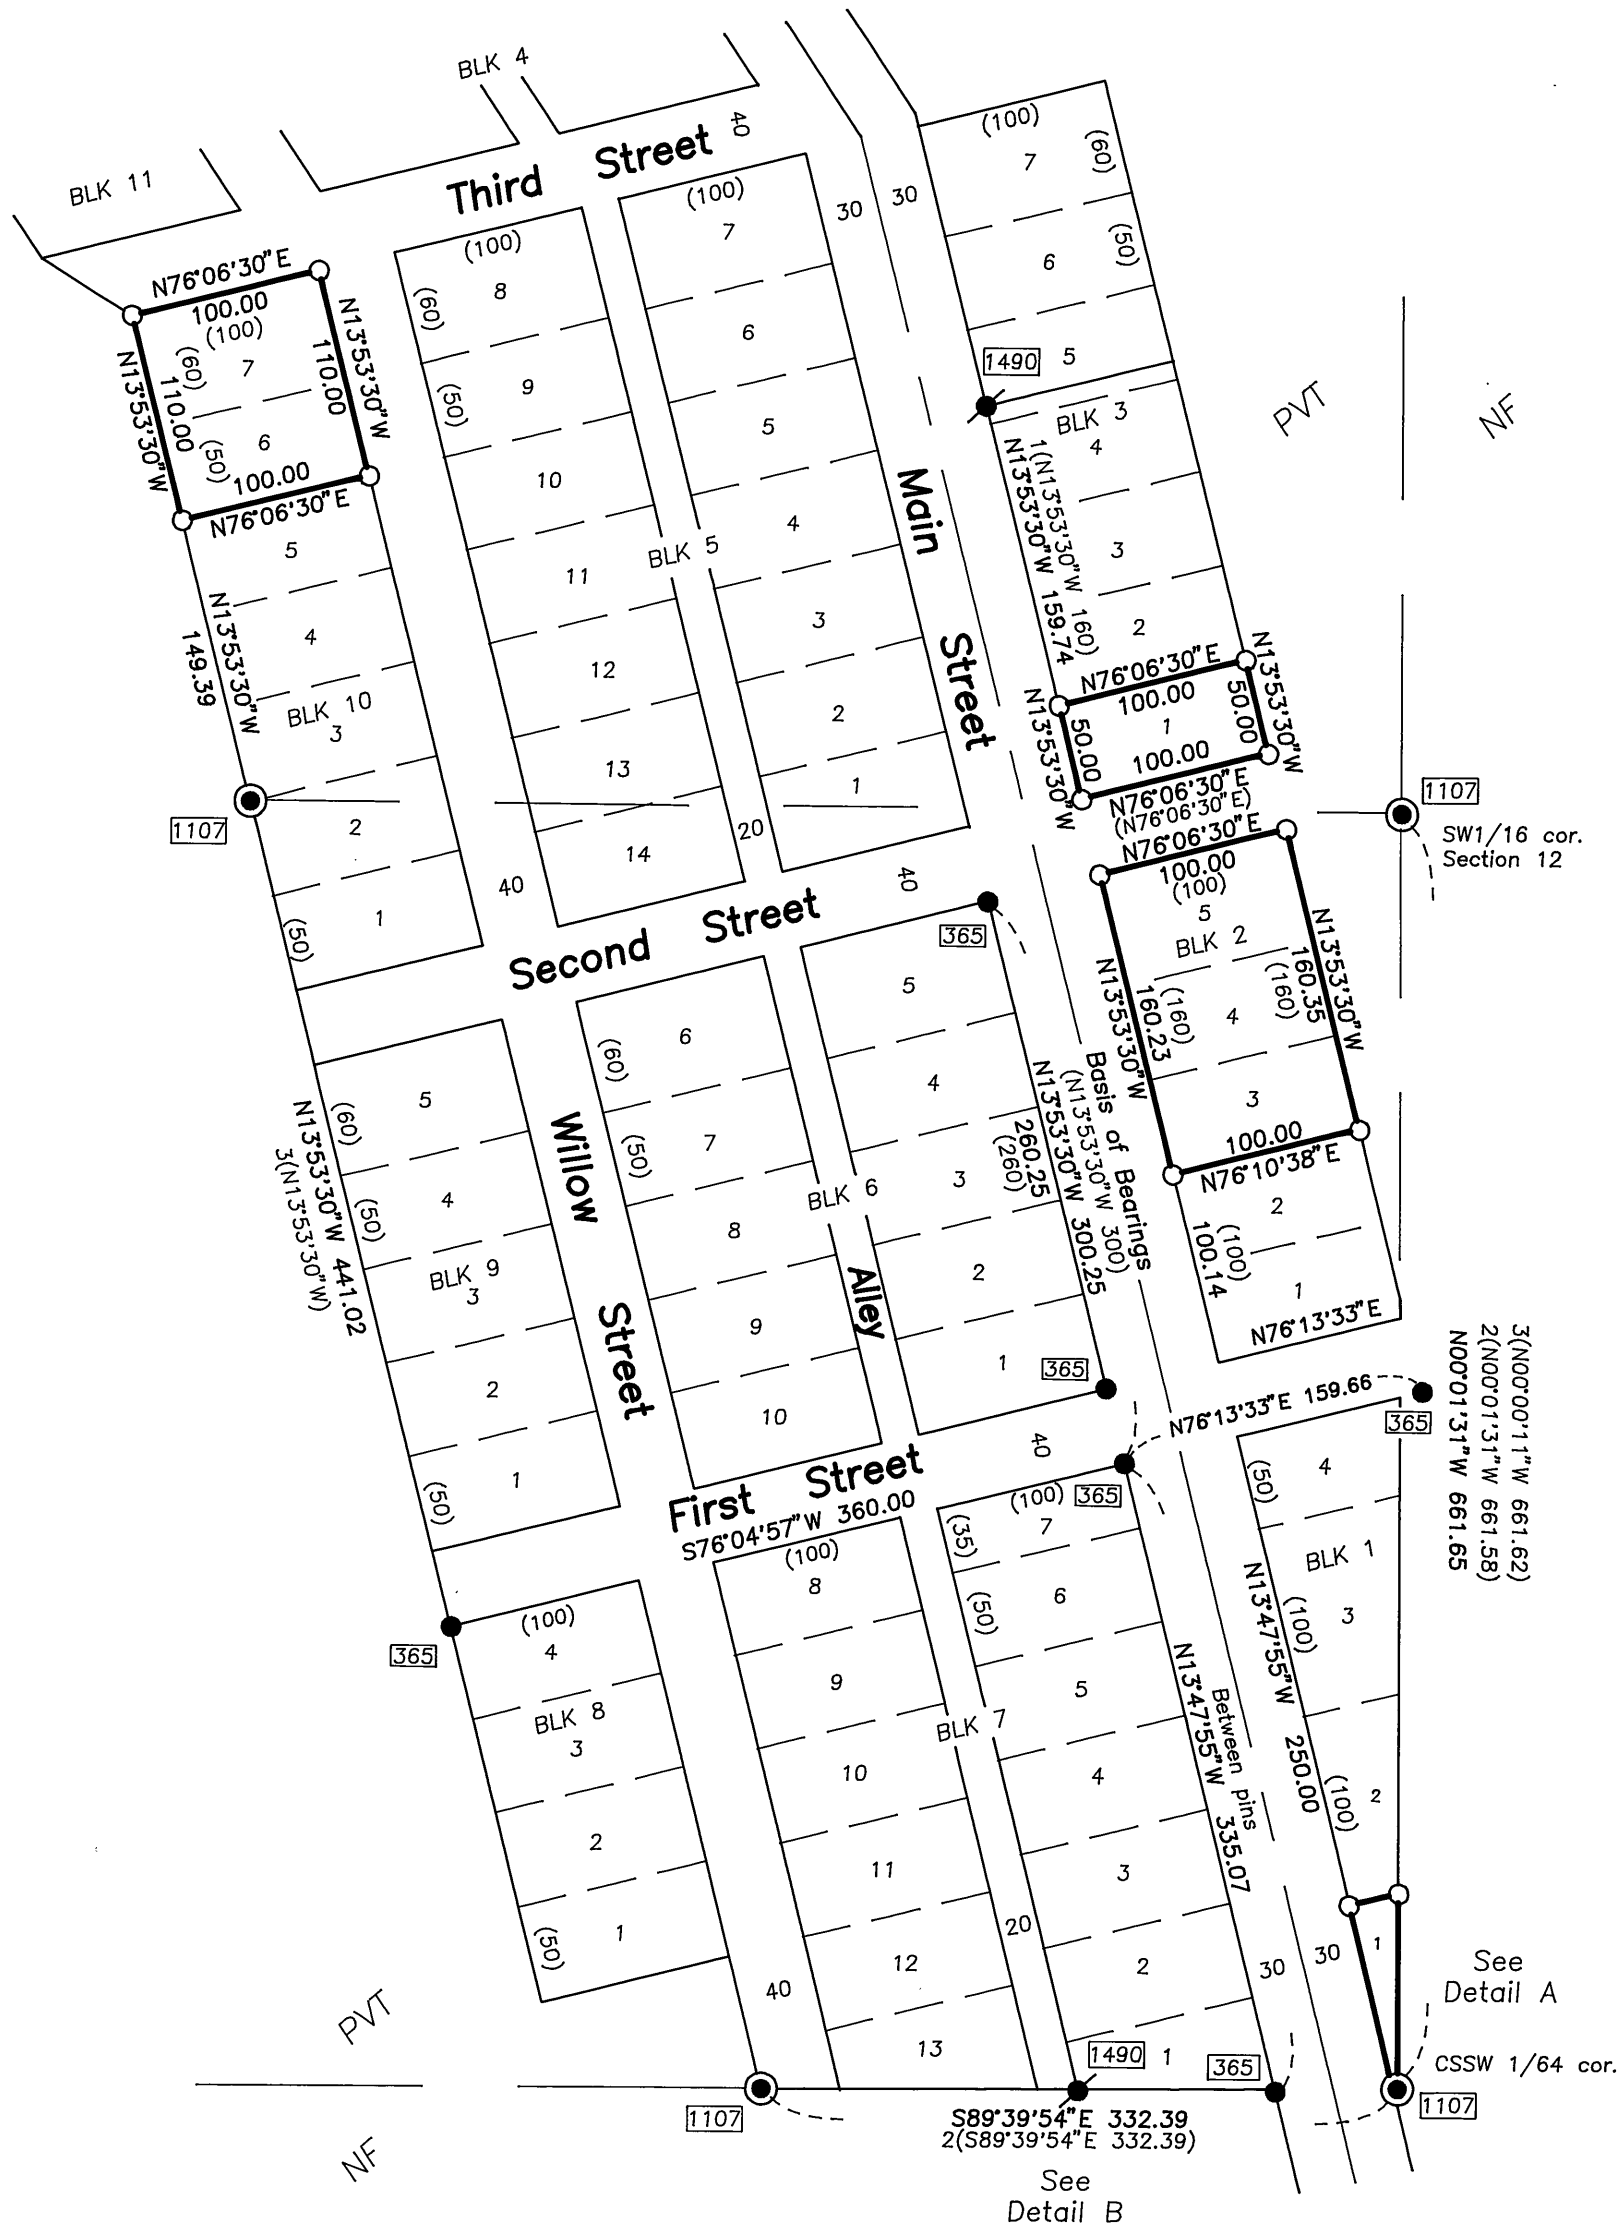 BLK 4
BLK 11
40
Third Street
(100)
7
(60)
6
(50)
5
1490
30
30
(100)
7
6
5
4
3
2
1
(100)
(60)
8
(50)
9
10
11
12
13
14
BLK 5
20
40
40
N76°06'30"E
100.00
(100)
N13°53'30"W
110.00
(60)
7
6
(50)
N13°53'30"W
110.00
100.00
N76°06'30"E
5
4
BLK 10
3
2
1
(50)
N13°53'30"W
149.39
1107
Main Street
BLK 3
4
3
2
1(N13°53'30"W 160)
N13°53'30"W 159.74
N76°06'30"E
100.00
1
N13°53'30"W
50.00
50.00
N13°53'30"W
100.00
N76°06'30"E
(N76°06'30"E)
PVT
NF
1107
SW1/16 cor.
Section 12
N76°06'30"E
100.00
(100)
5
BLK 2
4
3
N13°53'30"W
160.23
(160)
(160)
160.35
N13°53'30"W
100.00
N76°10'38"E
2
1
(100)
100.14
N76°13'33"E
Second Street
365
5
4
3
2
1
BLK 6
(60)
6
(50)
7
8
9
10
Alley
Willow Street
(60)
5
(50)
4
BLK 9
3
2
1
(50)
N13°53'30"W 441.02
3(N13°53'30"W)
Basis of Bearings
(N13°53'30"W 300)
N13°53'30"W 300.25
260.25
(260)
365
40
First Street
S76°04'57"W 360.00
N76°13'33"E 159.66
365
365
3(N00°00'11"W 661.62)
2(N00°01'31"W 661.58)
N00°01'31"W 661.65
(50)
4
BLK 1
3
(100)
2
(100)
1
N13°47'55"W 250.00
(100)
(35)
7
(50)
6
5
4
3
2
1
BLK 7
(100)
8
9
10
11
12
13
20
40
Between pins
N13°47'55"W 335.07
30
30
365
(100)
4
BLK 8
3
2
1
(50)
See
Detail A
CSSW 1/64 cor.
1107
1490
365
1107
PVT
NF
S89°39'54"E 332.39
2(S89°39'54"E 332.39)
See
Detail B